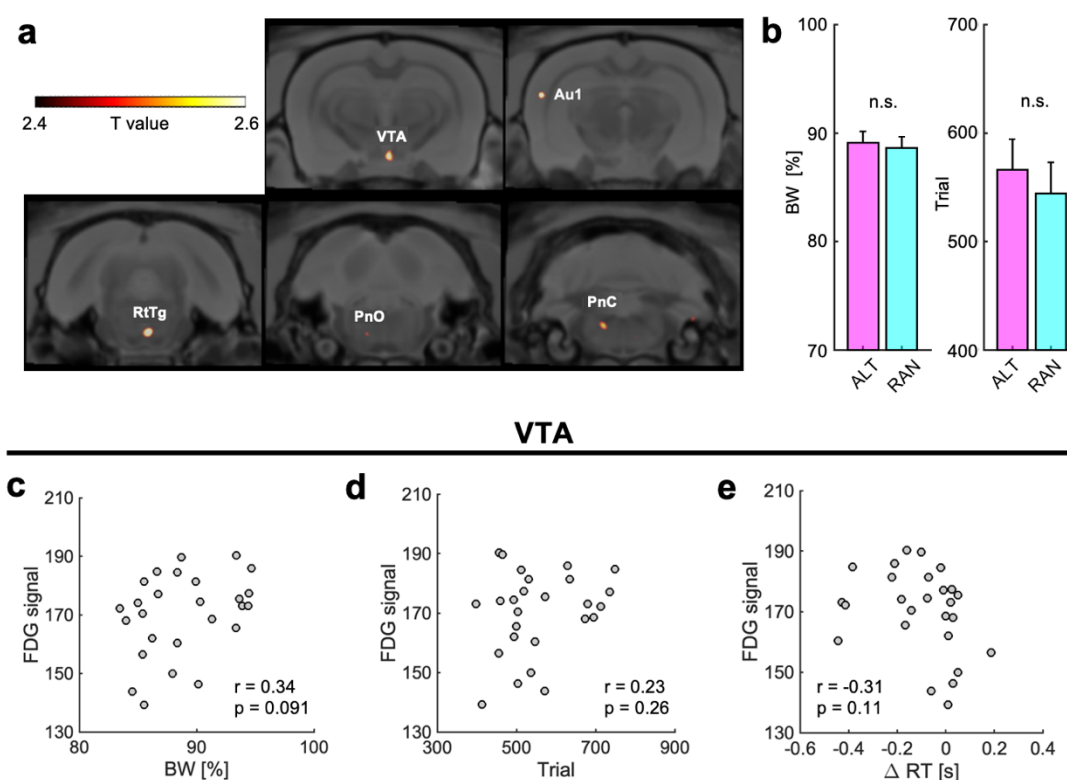 a
2.4
T value
2.6
VTA
Au1
RtTg
PnO
PnC
b
100
90
80
70
BW [%]
n.s.
ALT
RAN
700
600
500
400
Trial
n.s.
ALT
RAN
VTA
c
210
190
170
150
130
FDG signal
r = 0.34
p = 0.091
80
90
100
BW [%]
d
210
190
170
150
130
FDG signal
r = 0.23
p = 0.26
300
500
700
900
Trial
e
210
190
170
150
130
FDG signal
r = -0.31
p = 0.11
-0.6
-0.4
-0.2
0
0.2
0.4
Δ RT [s]